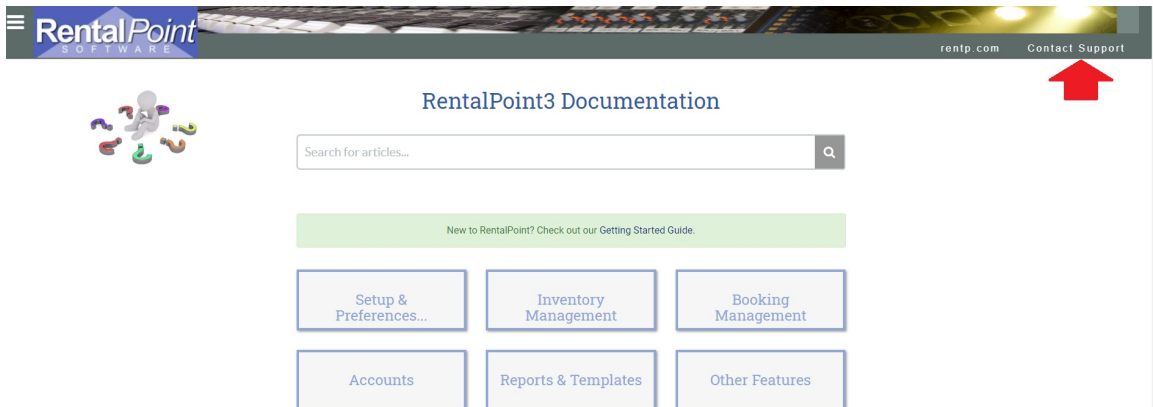 RentalPoint
SOFTWARE
rentp.com Contact Support
RentalPoint3 Documentation
Search for articles...
New to RentalPoint? Check out our Getting Started Guide.
Setup &
Preferences...
Inventory
Management
Booking
Management
Accounts
Reports & Templates
Other Features